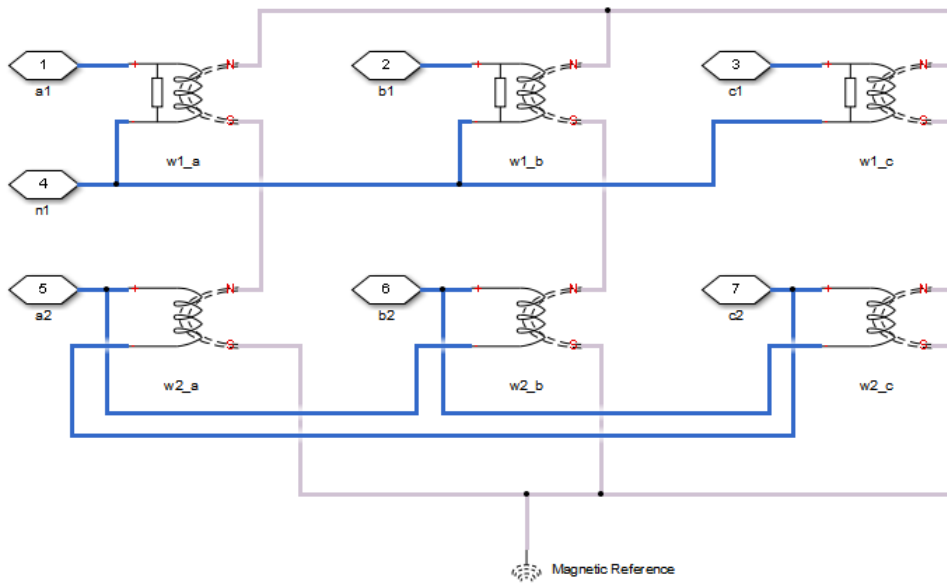 1
2
3
+ N
+ N
+
a1
b1
c1
S
S
w1_a
w1_b
w1_c
4
n1
5
6
7
+ N
+ N
+ N
a2
b2
c2
S
S
S
w2_a
w2_b
w2_c
Magnetic Reference